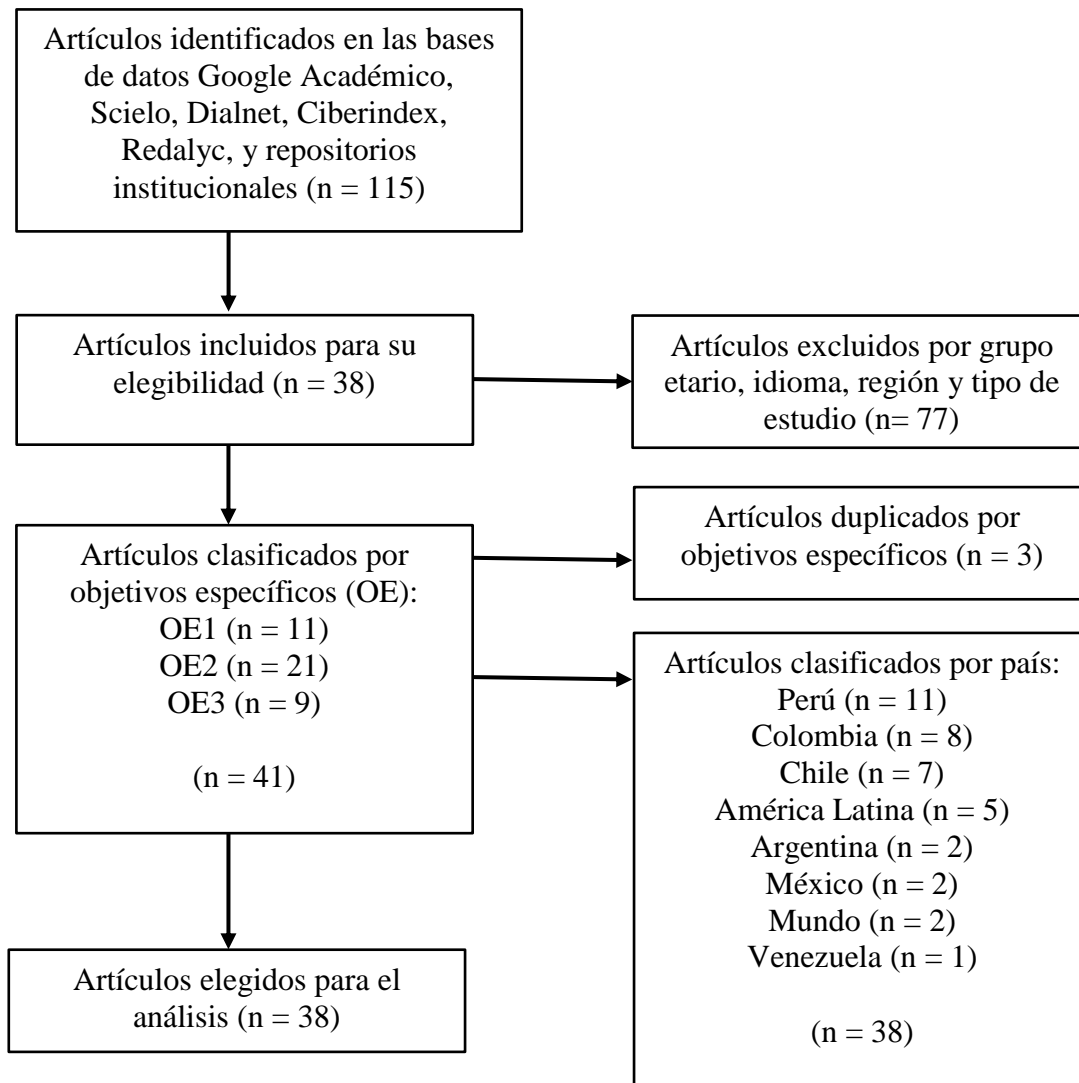 Artículos identificados en las bases
de datos Google Académico,
Scielo, Dialnet, Ciberindex,
Redalyc, y repositorios
institucionales (n = 115)
Artículos incluidos para su
elegibilidad (n = 38)
Artículos excluidos por grupo
etario, idioma, región y tipo de
estudio (n= 77)
Artículos clasificados por
objetivos específicos (OE):
OE1 (n = 11)
OE2 (n = 21)
OE3 (n = 9)
(n = 41)
Artículos duplicados por
objetivos específicos (n = 3)
Artículos clasificados por país:
Perú (n = 11)
Colombia (n = 8)
Chile (n = 7)
América Latina (n = 5)
Argentina (n = 2)
México (n = 2)
Mundo (n = 2)
Venezuela (n = 1)
(n = 38)
Artículos elegidos para el
análisis (n = 38)